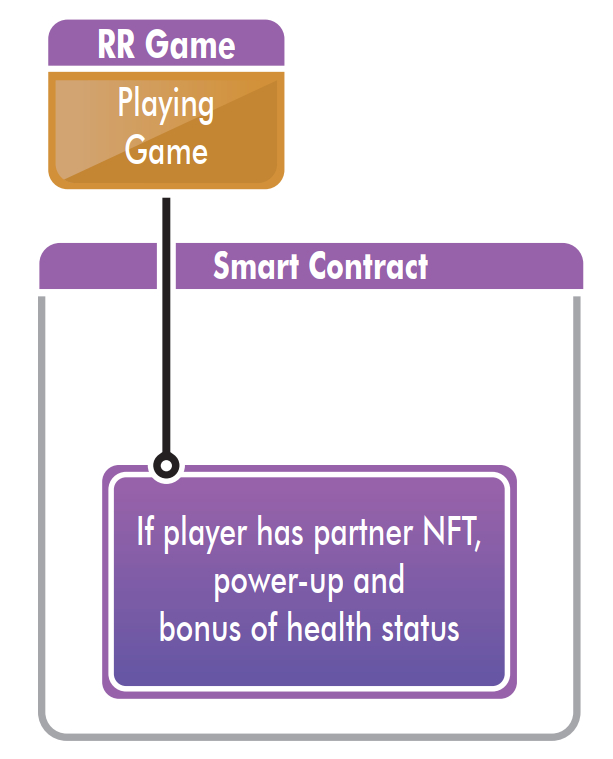 RR Game
Playing
Game
Smart Contract
If player has partner NFT,
power-up and
bonus of health status